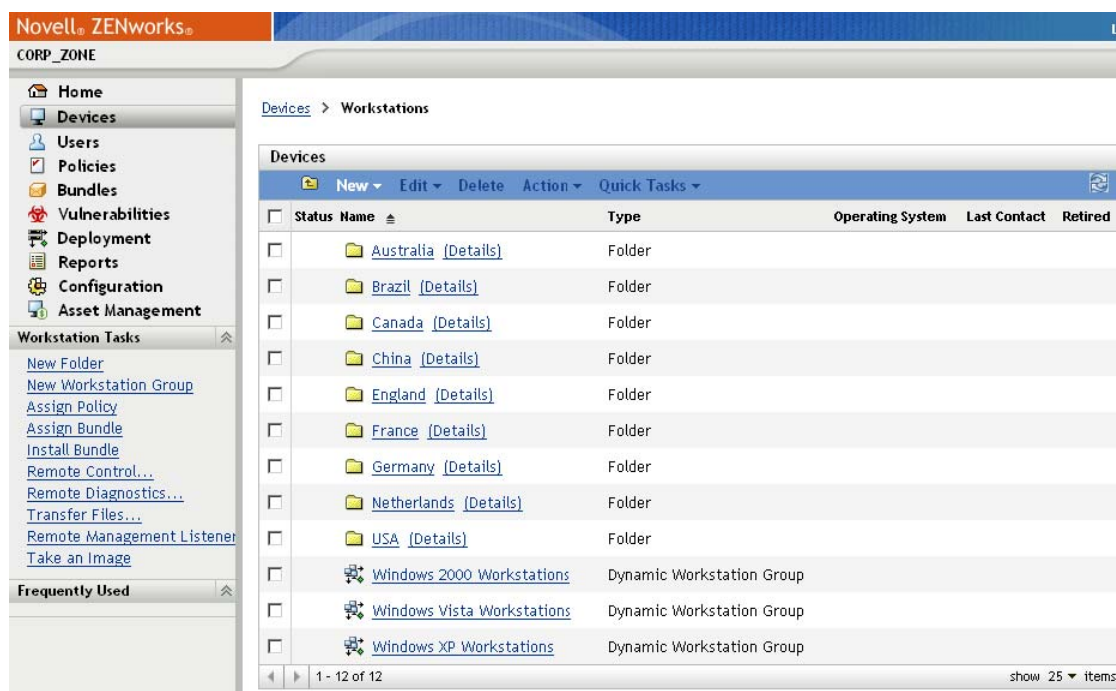 Novell® ZENworks®
CORP_ZONE
Home
Devices
Users
Policies
Bundles
Vulnerabilities
Deployment
Reports
Configuration
Asset Management
Workstation Tasks
New Folder
New Workstation Group
Assign Policy
Assign Bundle
Install Bundle
Remote Control...
Remote Diagnostics...
Transfer Files...
Remote Management Listener
Take an Image
Frequently Used
Devices > Workstations
Devices
New Edit Delete Action Quick Tasks
Status Name Type Operating System Last Contact Retired
Australia (Details) Folder
Brazil (Details) Folder
Canada (Details) Folder
China (Details) Folder
England (Details) Folder
France (Details) Folder
Germany (Details) Folder
Netherlands (Details) Folder
USA (Details) Folder
Windows 2000 Workstations Dynamic Workstation Group
Windows Vista Workstations Dynamic Workstation Group
Windows XP Workstations Dynamic Workstation Group
1 - 12 of 12 show 25 items